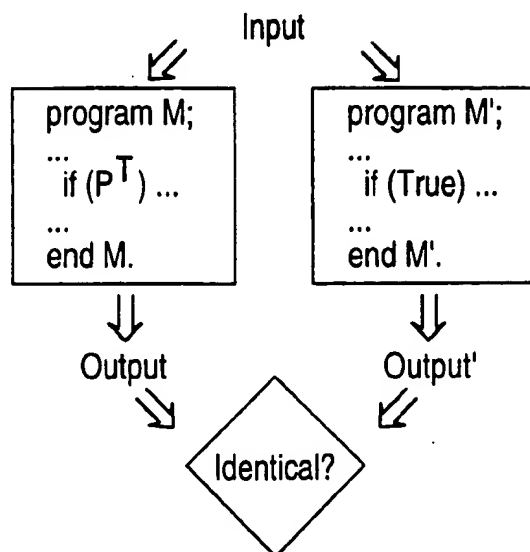 Input
program M;
...
if (P^T) ...
...
end M.
program M';
...
if (True) ...
...
end M'.
Output
Output'
Identical?